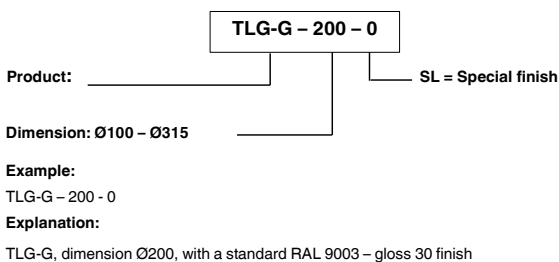 TLG-G – 200 – 0
Product:
SL = Special finish
Dimension: Ø100 – Ø315
Example:
TLG-G – 200 - 0
Explanation:
TLG-G, dimension Ø200, with a standard RAL 9003 – gloss 30 finish